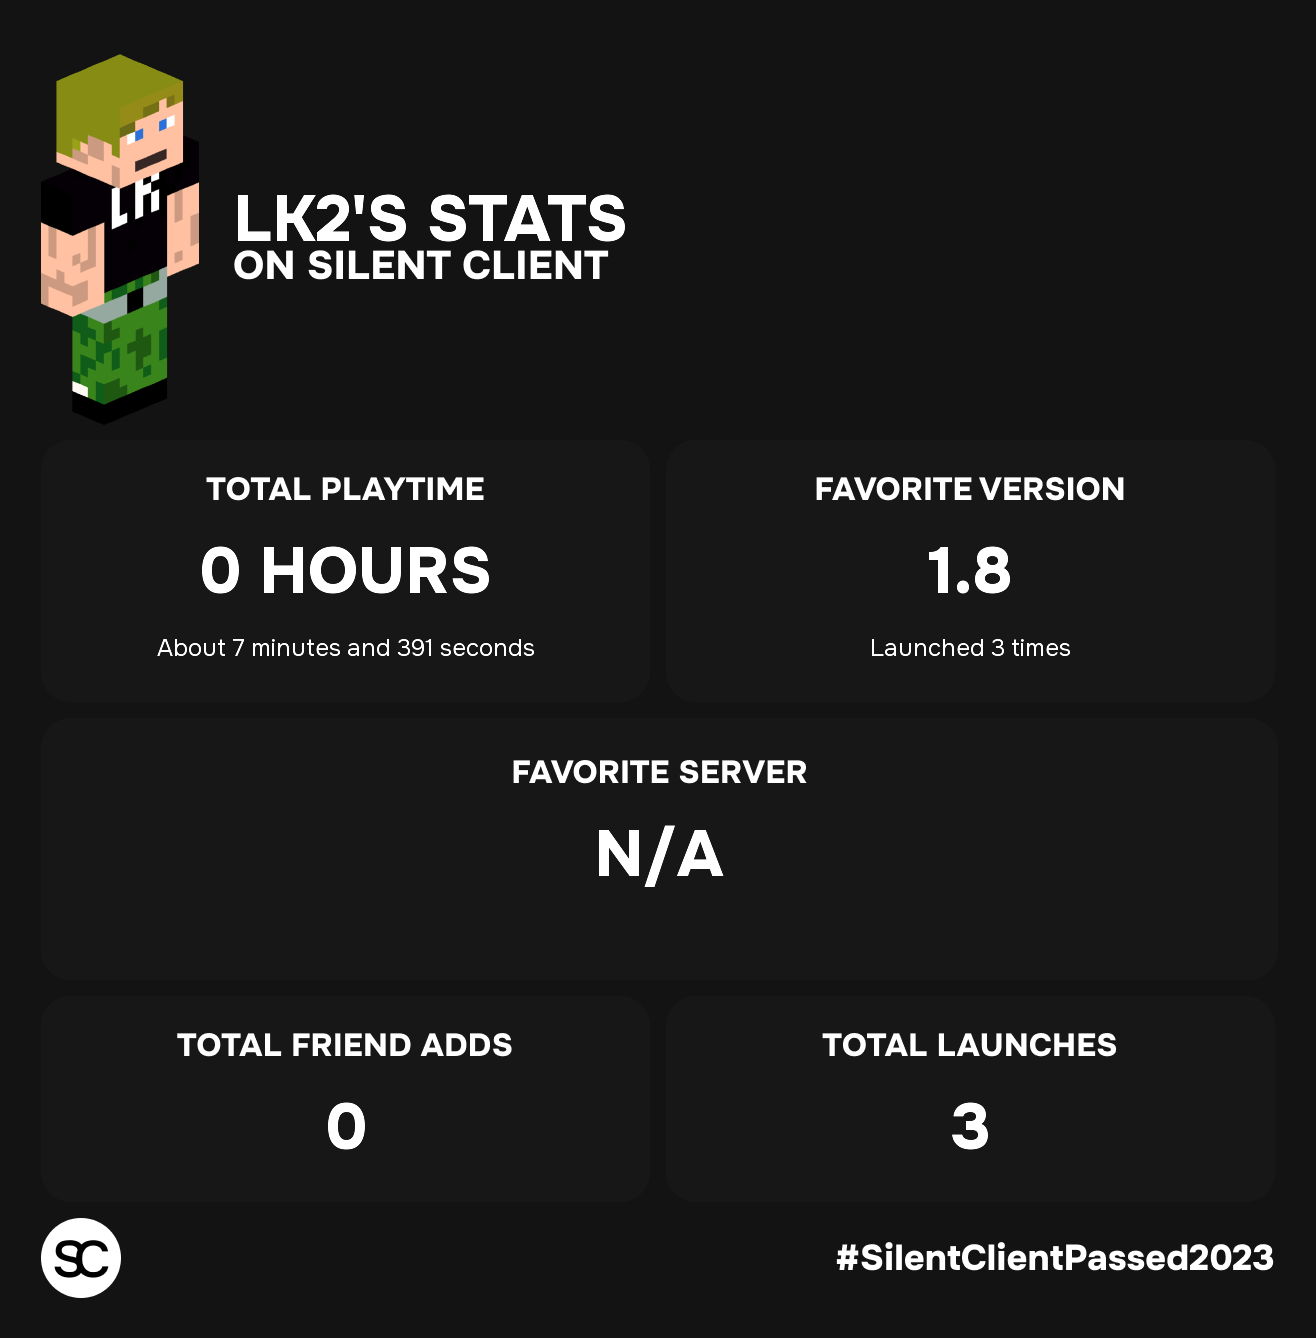 LK
LK2'S STATS
ON SILENT CLIENT
TOTAL PLAYTIME
0 HOURS
About 7 minutes and 391 seconds
FAVORITE VERSION
1.8
Launched 3 times
FAVORITE SERVER
N/A
TOTAL FRIEND ADDS
0
TOTAL LAUNCHES
3
SC
#SilentClientPassed2023